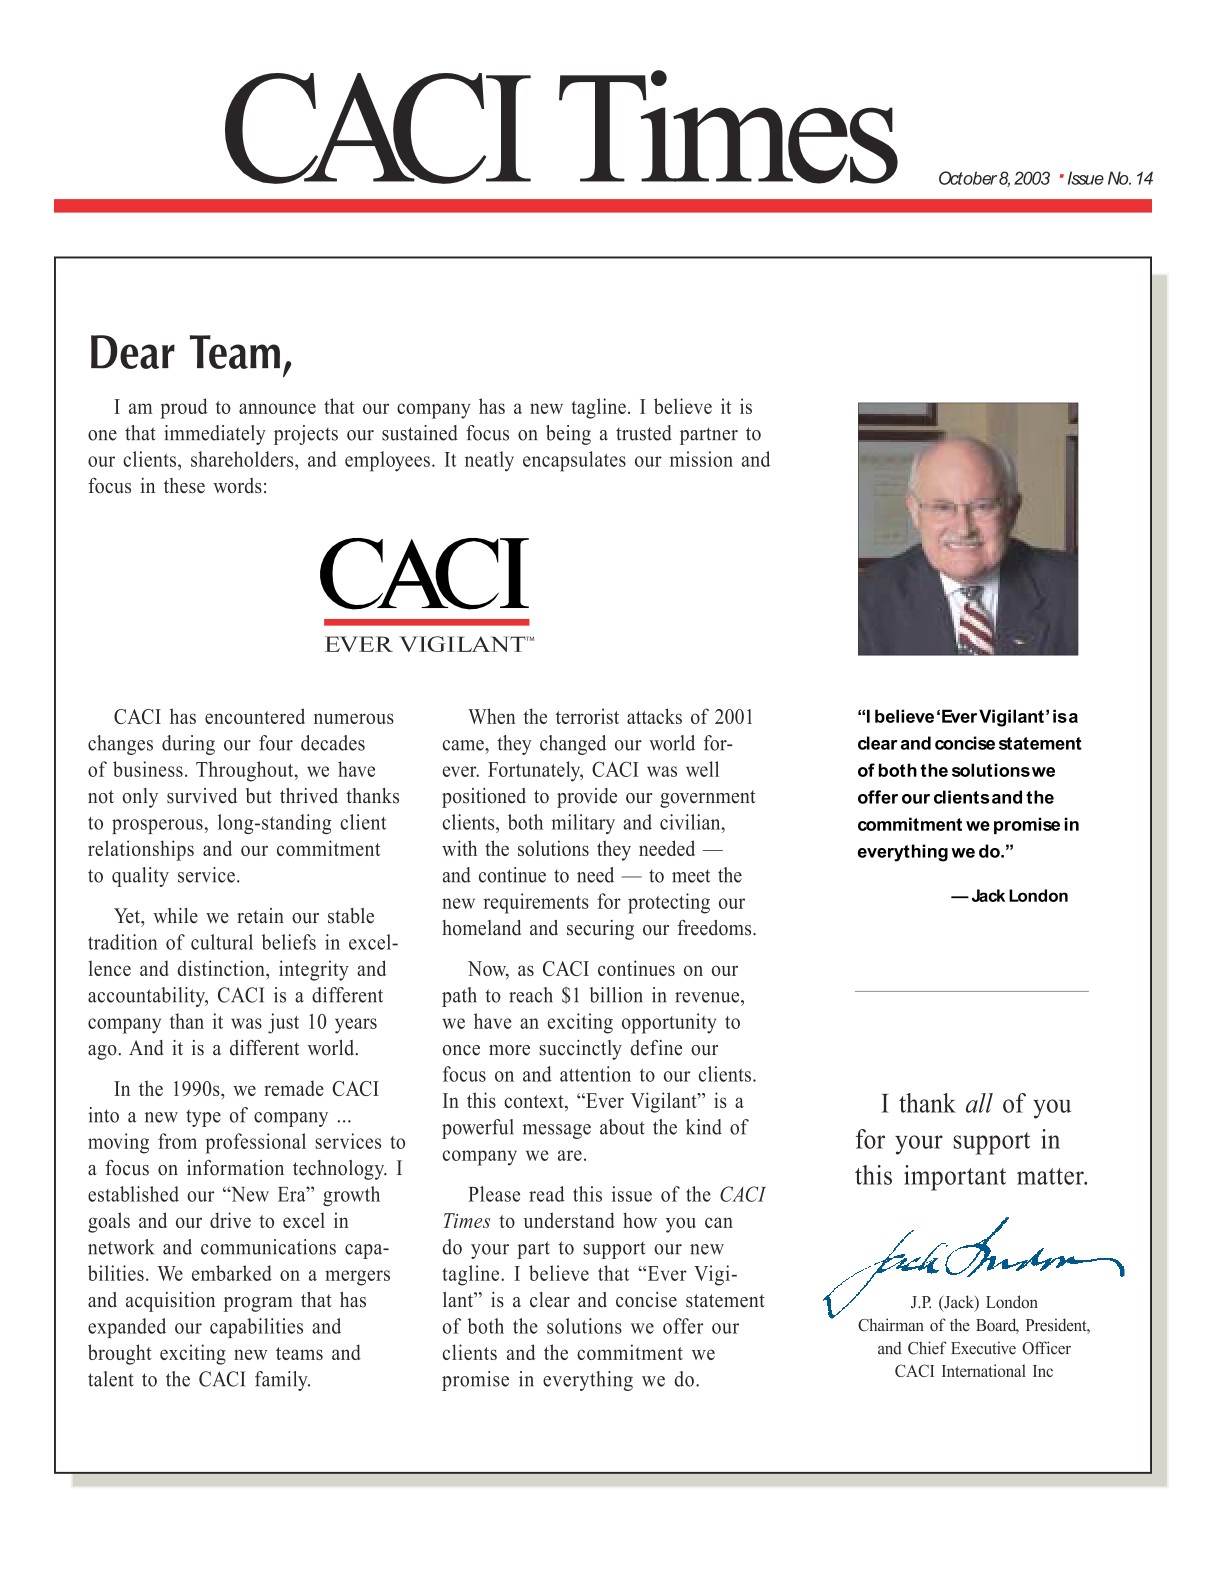 CACI Times
October 8, 2003 ▪ Issue No. 14
Dear Team,
I am proud to announce that our company has a new tagline. I believe it is
one that immediately projects our sustained focus on being a trusted partner to
our clients, shareholders, and employees. It neatly encapsulates our mission and
focus in these words:
CACI
EVER VIGILANT™
CACI has encountered numerous
changes during our four decades
of business. Throughout, we have
not only survived but thrived thanks
to prosperous, long-standing client
relationships and our commitment
to quality service.
Yet, while we retain our stable
tradition of cultural beliefs in excel-
lence and distinction, integrity and
accountability, CACI is a different
company than it was just 10 years
ago. And it is a different world.
In the 1990s, we remade CACI
into a new type of company ...
moving from professional services to
a focus on information technology. I
established our “New Era” growth
goals and our drive to excel in
network and communications capa-
bilities. We embarked on a mergers
and acquisition program that has
expanded our capabilities and
brought exciting new teams and
talent to the CACI family.
When the terrorist attacks of 2001
came, they changed our world for-
ever. Fortunately, CACI was well
positioned to provide our government
clients, both military and civilian,
with the solutions they needed —
and continue to need — to meet the
new requirements for protecting our
homeland and securing our freedoms.
Now, as CACI continues on our
path to reach $1 billion in revenue,
we have an exciting opportunity to
once more succinctly define our
focus on and attention to our clients.
In this context, “Ever Vigilant” is a
powerful message about the kind of
company we are.
Please read this issue of the CACI
Times to understand how you can
do your part to support our new
tagline. I believe that “Ever Vigi-
lant” is a clear and concise statement
of both the solutions we offer our
clients and the commitment we
promise in everything we do.
“I believe ‘Ever Vigilant’ is a
clear and concise statement
of both the solutions we
offer our clients and the
commitment we promise in
everything we do.”
— Jack London
I thank all of you
for your support in
this important matter.
Jack London
J.P. (Jack) London
Chairman of the Board, President,
and Chief Executive Officer
CACI International Inc